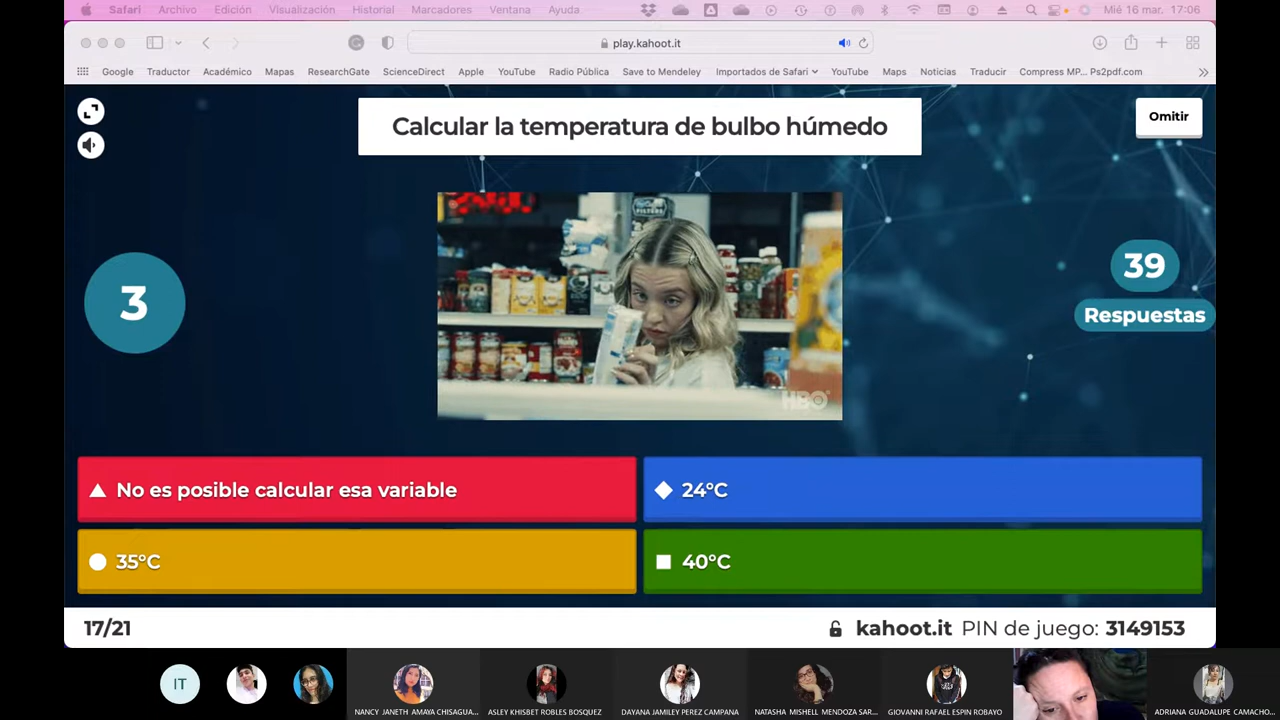 Safari Archivo Edición Visualización Historial Marcadores Ventana Ayuda Mié 16 mar. 17:06
play.kahoot.it
Google Traductor Académico Mapas ResearchGate ScienceDirect Apple YouTube Radio Pública Save to Mendeley Importados de Safari YouTube Maps Noticias Traducir Compress MP... Ps2pdf.com
Calcular la temperatura de bulbo húmedo
Omitir
FILTERS
3
39
Respuestas
HBO
No es posible calcular esa variable
24°C
35°C
40°C
17/21
kahoot.it PIN de juego: 3149153
IT
NANCY JANETH AMAYA CHISAGUA...
ASLEY KHISBET ROBLES BOSQUEZ
DAYANA JAMILEY PEREZ CAMPANA
NATASHA MISHELL MENDOZA SAR...
GIOVANNI RAFAEL ESPIN ROBAYO
ADRIANA GUADALUPE CAMACHO...